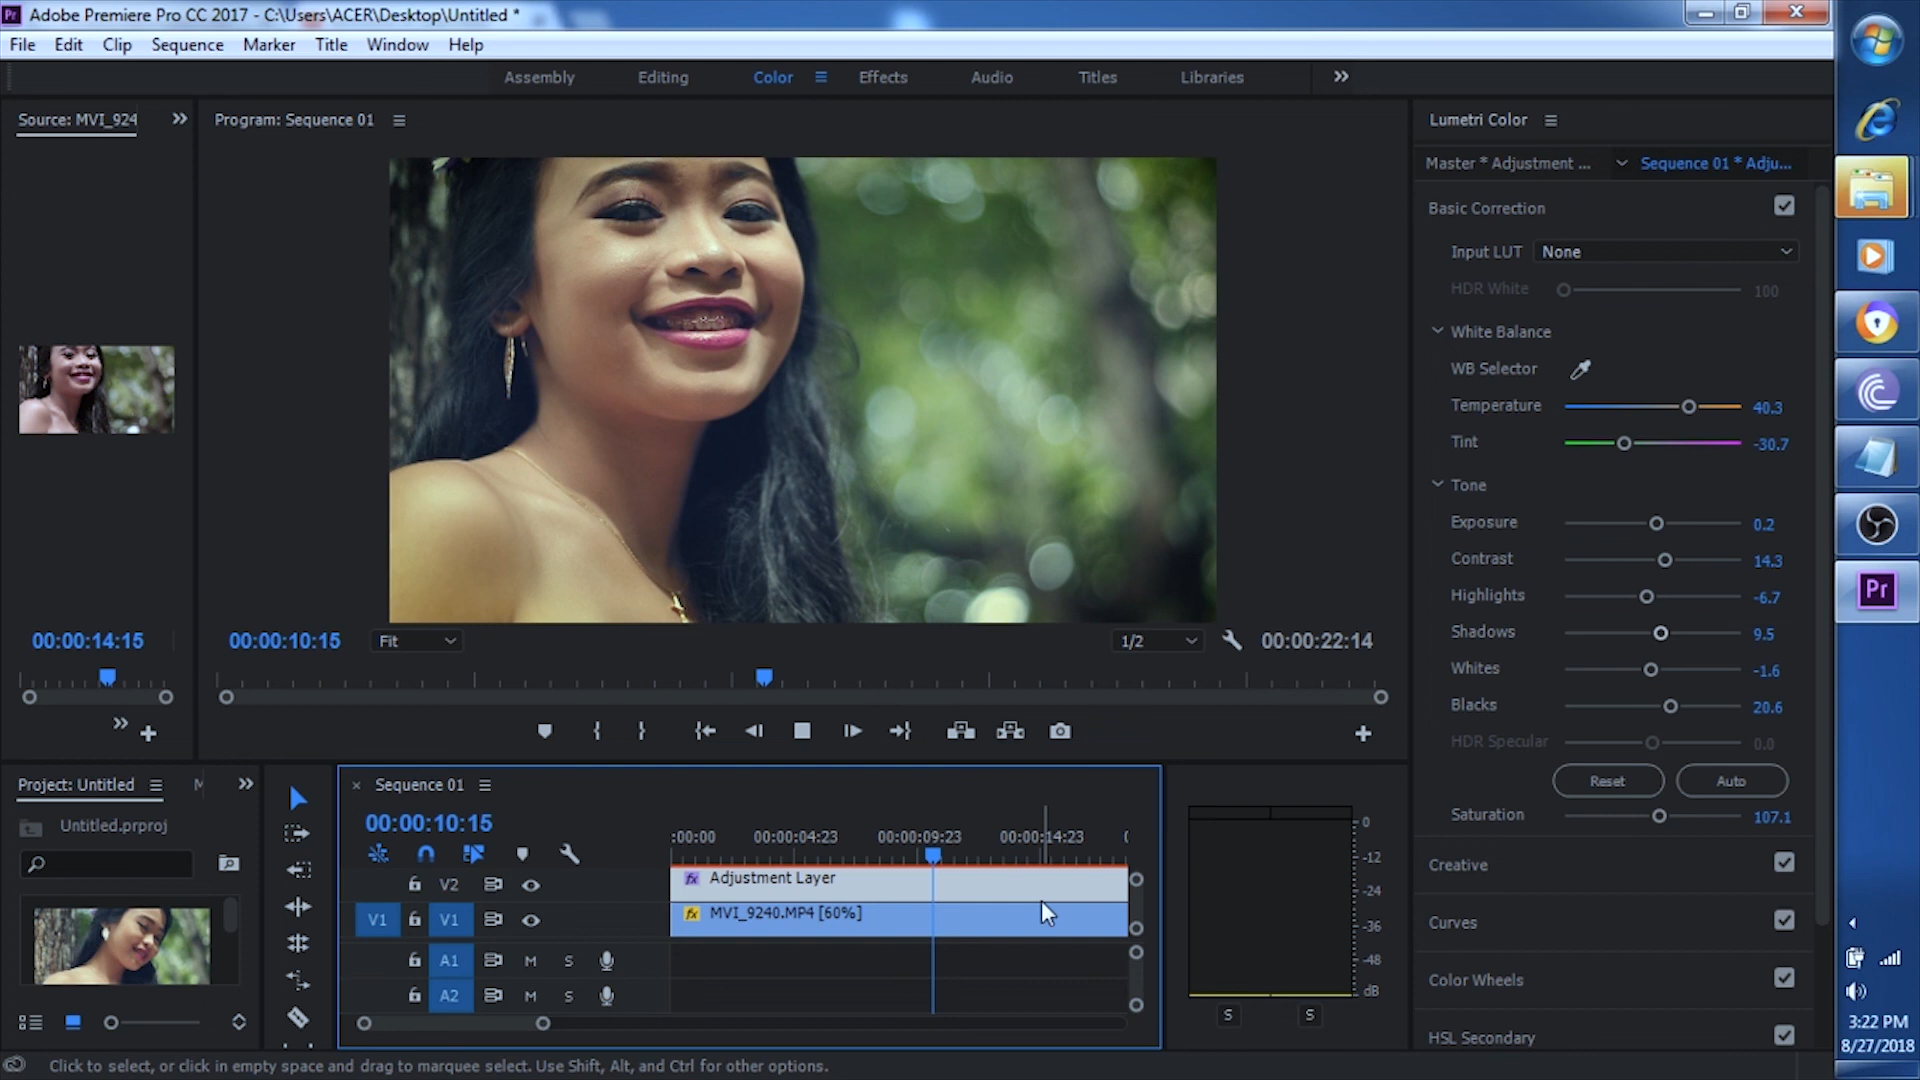 Adobe Premiere Pro CC 2017 - C:\Users\ACER\Desktop\Untitled *
File Edit Clip Sequence Marker Title Window Help
Assembly Editing Color Effects Audio Titles Libraries
Source: MVI_924
Program: Sequence 01
Lumetri Color
Master * Adjustment ... Sequence 01 * Adju...
Basic Correction
Input LUT None
HDR White 100
White Balance
WB Selector
Temperature 40.3
Tint -30.7
Tone
Exposure 0.2
Contrast 14.3
Highlights -6.7
Shadows 9.5
Whites -1.6
Blacks 20.6
HDR Specular 0.0
Reset Auto
Saturation 107.1
Creative
Curves
Color Wheels
HSL Secondary
00:00:14:15
00:00:10:15 Fit 1/2 00:00:22:14
Project: Untitled M
Untitled.prproj
Sequence 01
00:00:10:15
:00:00 00:00:04:23 00:00:09:23 00:00:14:23 0
V2 Adjustment Layer
V1 V1 MVI_9240.MP4 [60%]
A1 M S
A2 M S
0
-12
-24
-36
-48
dB
S S
Click to select, or click in empty space and drag to marquee select. Use Shift, Alt, and Ctrl for other options.
Pr
3:22 PM
8/27/2018